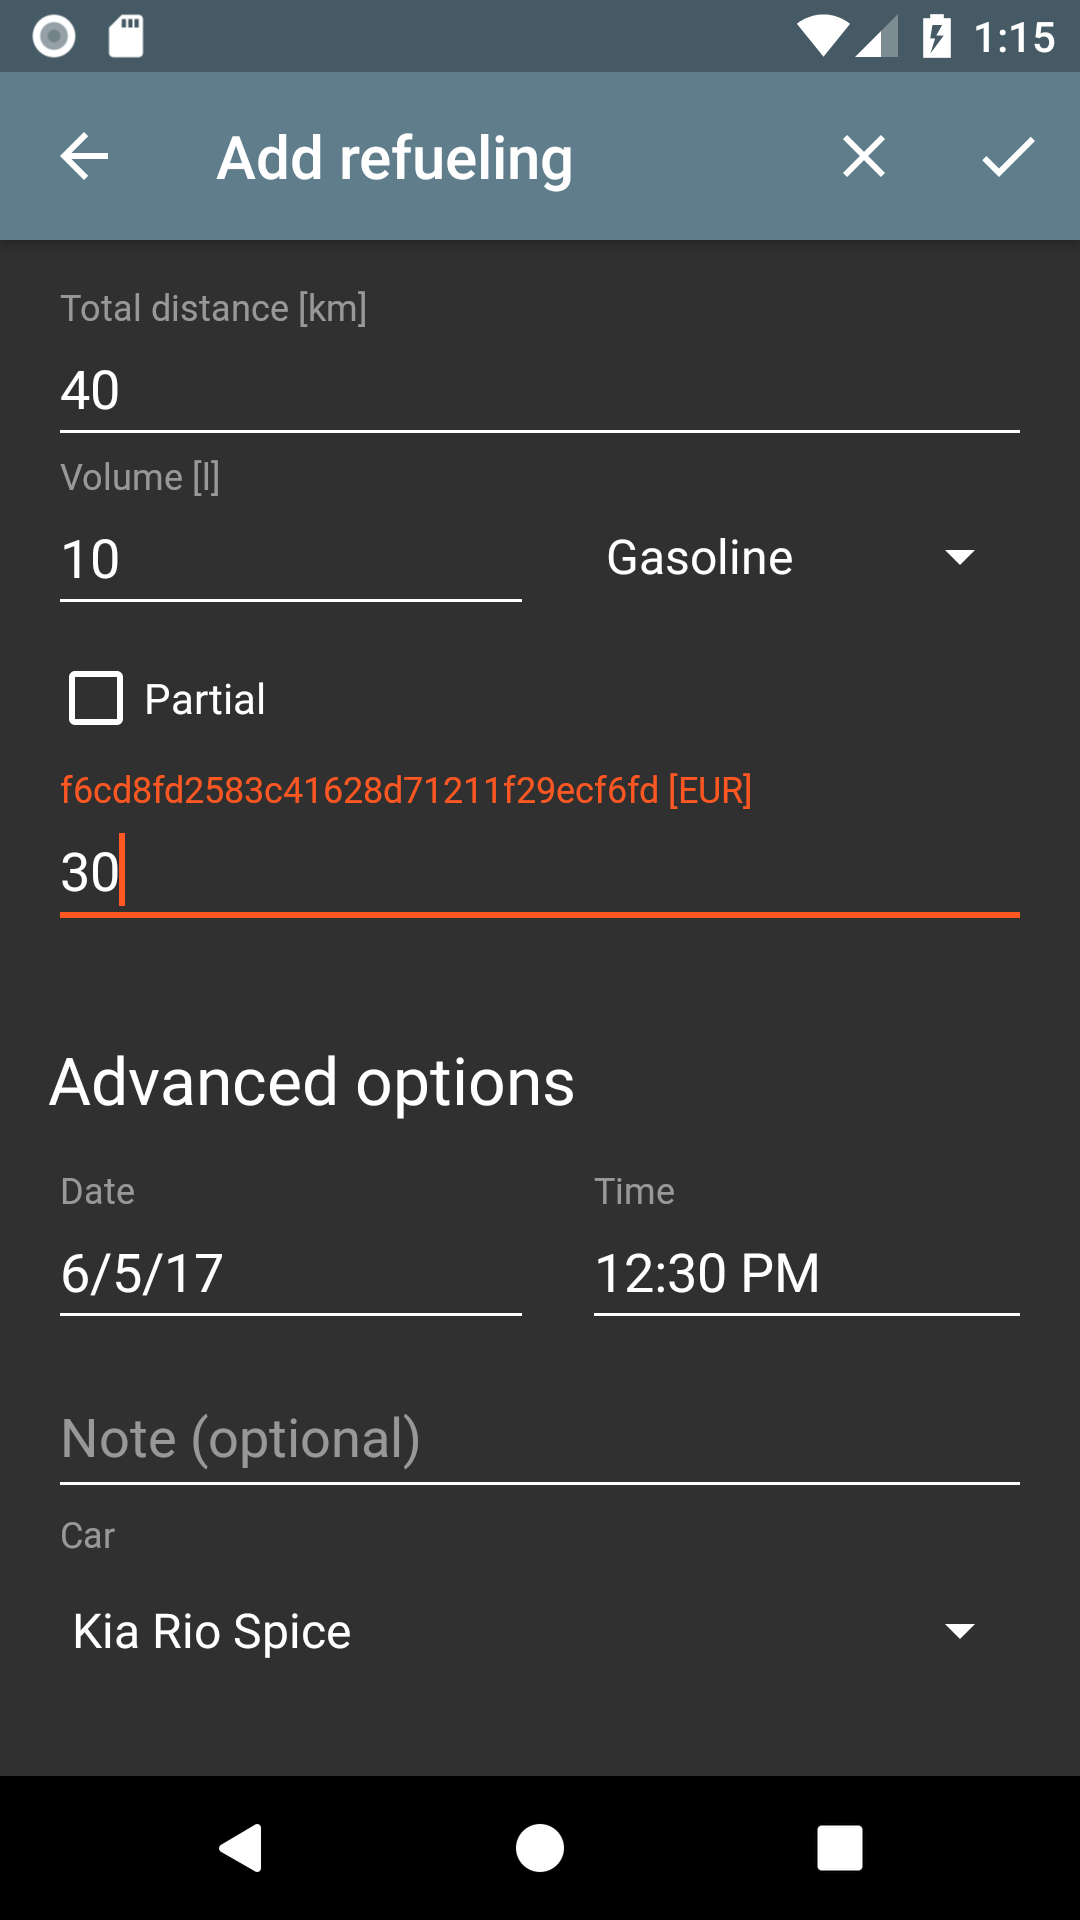 1:15
Add refueling
Total distance [km]
40
Volume [l]
10
Gasoline
Partial
f6cd8fd2583c41628d71211f29ecf6fd [EUR]
30
Advanced options
Date
Time
6/5/17
12:30 PM
Note (optional)
Car
Kia Rio Spice